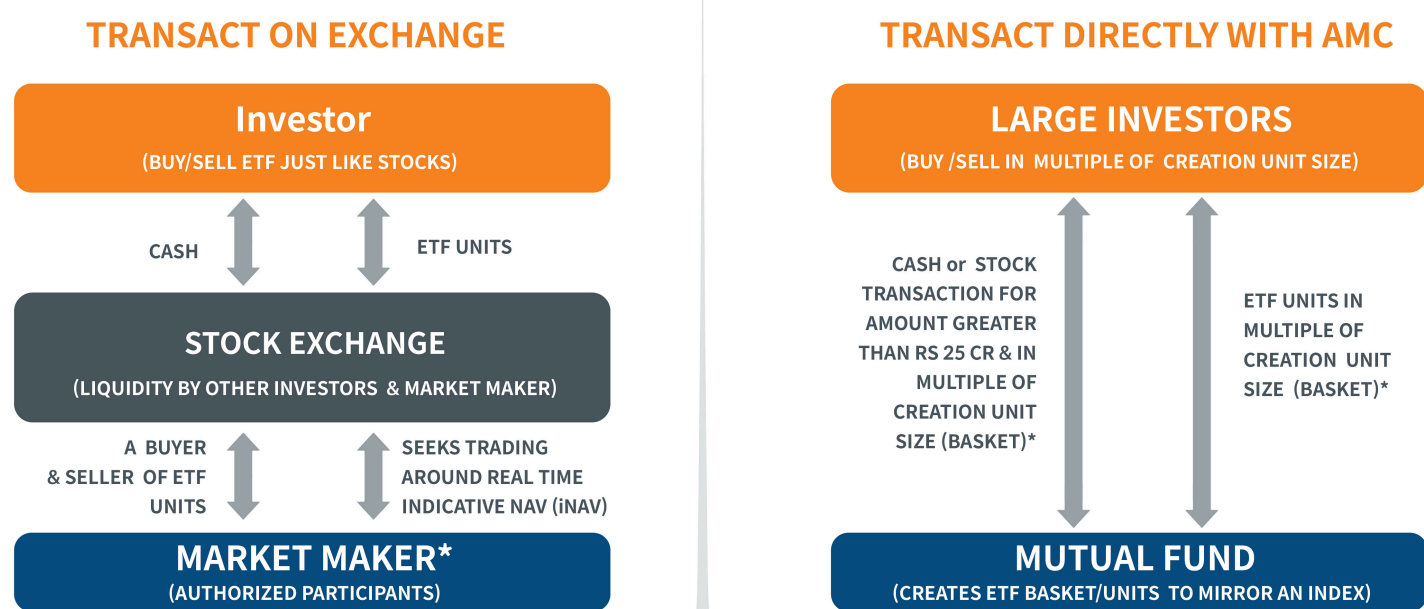 TRANSACT ON EXCHANGE
Investor
(BUY/SELL ETF JUST LIKE STOCKS)
CASH
ETF UNITS
STOCK EXCHANGE
(LIQUIDITY BY OTHER INVESTORS & MARKET MAKER)
A BUYER
& SELLER OF ETF
UNITS
SEEKS TRADING
AROUND REAL TIME
INDICATIVE NAV (iNAV)
MARKET MAKER*
(AUTHORIZED PARTICIPANTS)
TRANSACT DIRECTLY WITH AMC
LARGE INVESTORS
(BUY /SELL IN MULTIPLE OF CREATION UNIT SIZE)
CASH or STOCK
TRANSACTION FOR
AMOUNT GREATER
THAN RS 25 CR & IN
MULTIPLE OF
CREATION UNIT
SIZE (BASKET)*
ETF UNITS IN
MULTIPLE OF
CREATION UNIT
SIZE (BASKET)*
MUTUAL FUND
(CREATES ETF BASKET/UNITS TO MIRROR AN INDEX)